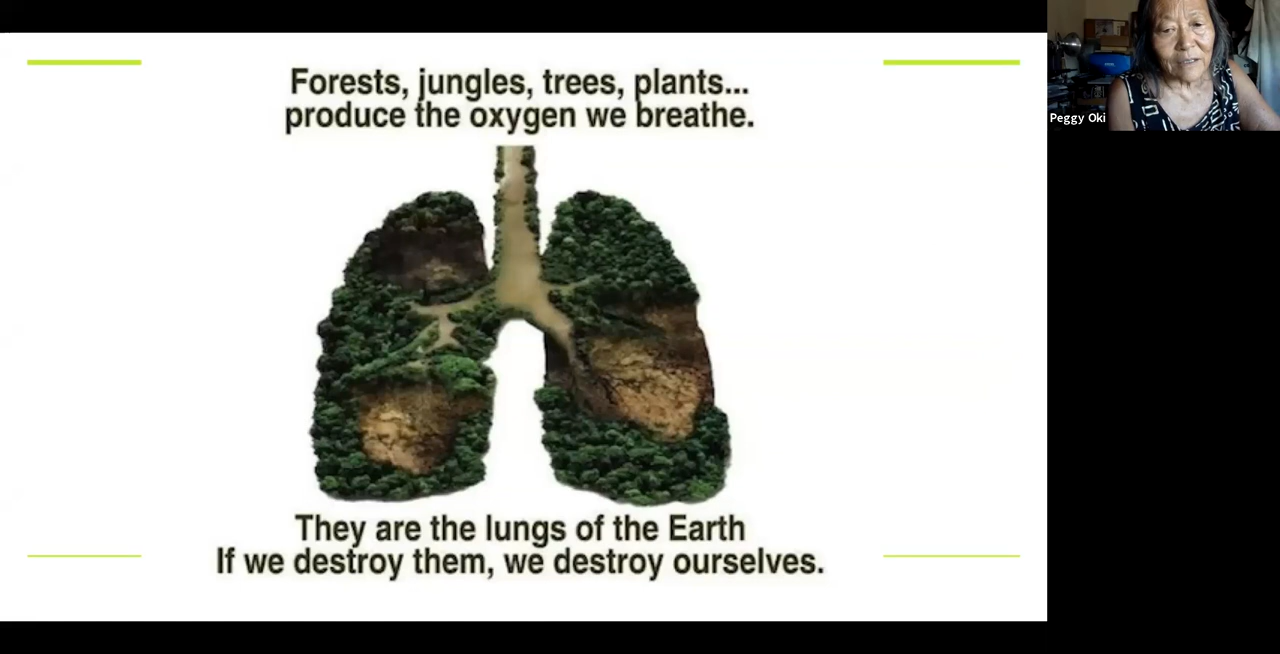 Forests, jungles, trees, plants...
produce the oxygen we breathe.
They are the lungs of the Earth
If we destroy them, we destroy ourselves.
Peggy Oki